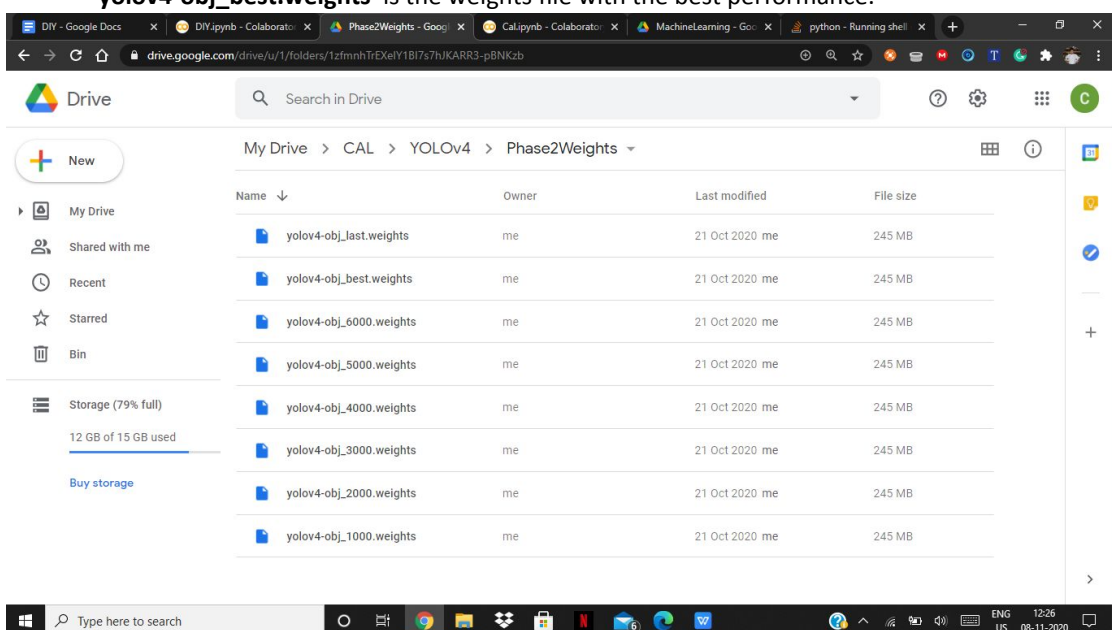 yolov4-obj_best.weights' is the weights file with the best performance.
DIY - Google Docs
DIY.ipynb - Colaborato
Phase2Weights - Googl
Cal.ipynb - Colaborator
MachineLearning - Goo
python - Running shell
drive.google.com/drive/u/1/folders/1zfmnhTrEXelY1BI7s7hJKARR3-pBNKzb
Drive
Search in Drive
C
New
My Drive > CAL > YOLOv4 > Phase2Weights
31
Name Owner Last modified File size
My Drive
Shared with me
Recent
Starred
Bin
Storage (79% full)
12 GB of 15 GB used
Buy storage
yolov4-obj_last.weights me 21 Oct 2020 me 245 MB
yolov4-obj_best.weights me 21 Oct 2020 me 245 MB
yolov4-obj_6000.weights me 21 Oct 2020 me 245 MB
yolov4-obj_5000.weights me 21 Oct 2020 me 245 MB
yolov4-obj_4000.weights me 21 Oct 2020 me 245 MB
yolov4-obj_3000.weights me 21 Oct 2020 me 245 MB
yolov4-obj_2000.weights me 21 Oct 2020 me 245 MB
yolov4-obj_1000.weights me 21 Oct 2020 me 245 MB
Type here to search
N
6
W
ENG
US
12:26
08-11-2020